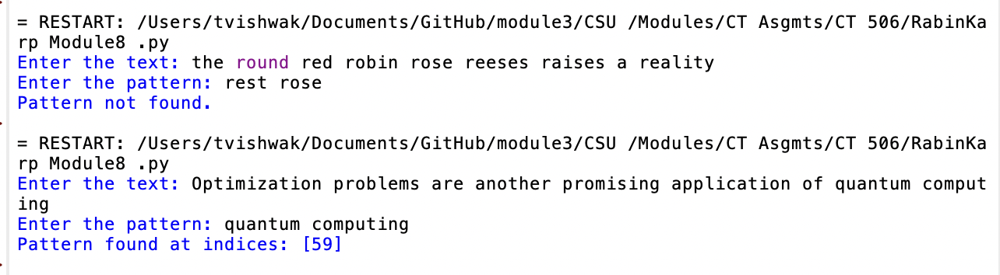 = RESTART: /Users/tvishwak/Documents/GitHub/module3/CSU /Modules/CT Asgmts/CT 506/RabinKa
rp Module8 .py
Enter the text: the round red robin rose reeses raises a reality
Enter the pattern: rest rose
Pattern not found.
= RESTART: /Users/tvishwak/Documents/GitHub/module3/CSU /Modules/CT Asgmts/CT 506/RabinKa
rp Module8 .py
Enter the text: Optimization problems are another promising application of quantum comput
ing
Enter the pattern: quantum computing
Pattern found at indices: [59]